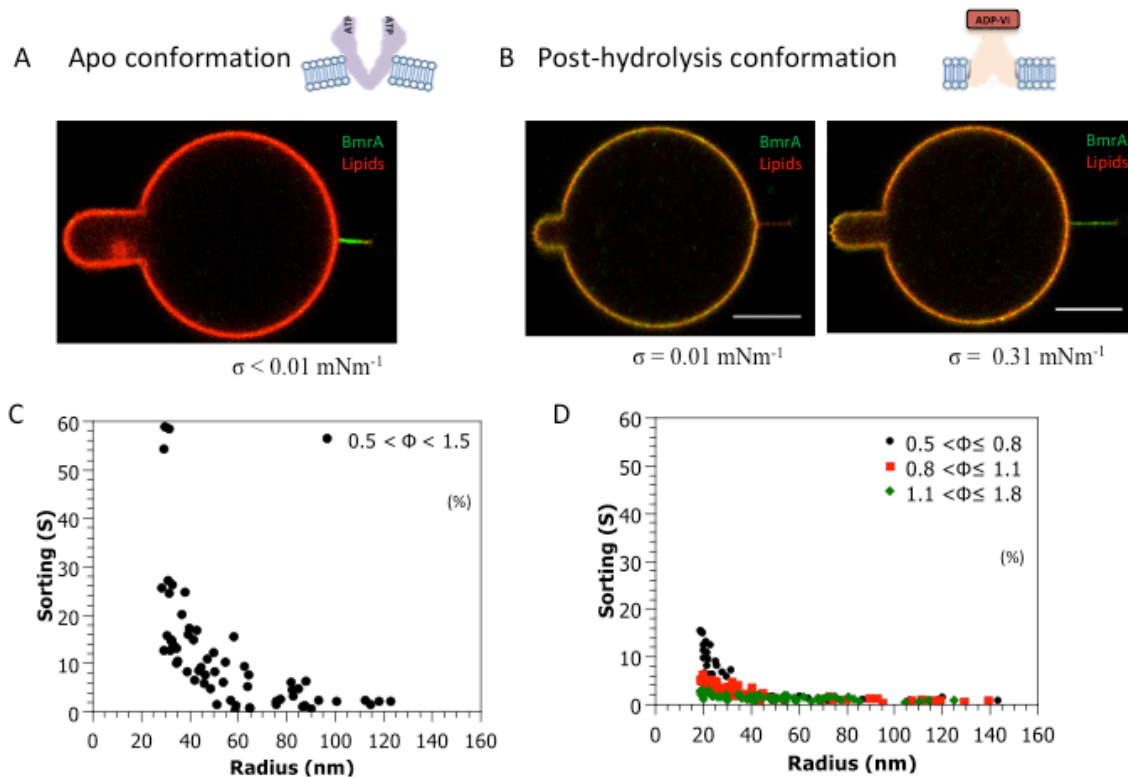 A Apo conformation
ATP ATP
B Post-hydrolysis conformation
ADP-Vi
BmrA
Lipids
σ < 0.01 mNm⁻¹
BmrA
Lipids
σ = 0.01 mNm⁻¹
BmrA
Lipids
σ = 0.31 mNm⁻¹
C
Sorting (S)
60
50
40
30
20
10
0
0 20 40 60 80 100 120 140 160
Radius (nm)
0.5 < Φ < 1.5
(%)
D
Sorting (S)
60
50
40
30
20
10
0
0 20 40 60 80 100 120 140 160
Radius (nm)
0.5 <Φ≤ 0.8
0.8 <Φ≤ 1.1
1.1 <Φ≤ 1.8
(%)